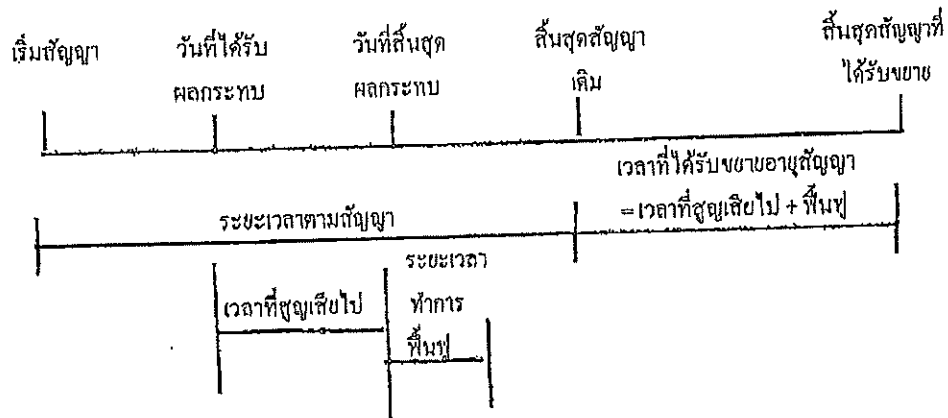 เริ่มสัญญา
วันที่ได้รับ
ผลกระทบ
วันที่สิ้นสุด
ผลกระทบ
สิ้นสุดสัญญา
เดิม
สิ้นสุดสัญญาที่
ได้รับขยาย
ระยะเวลาตามสัญญา
เวลาที่ได้รับขยายอายุสัญญา
=เวลาที่สูญเสียไป + ฟื้นฟู
เวลาที่สูญเสียไป
ระยะเวลา
ทำการ
ฟื้นฟู